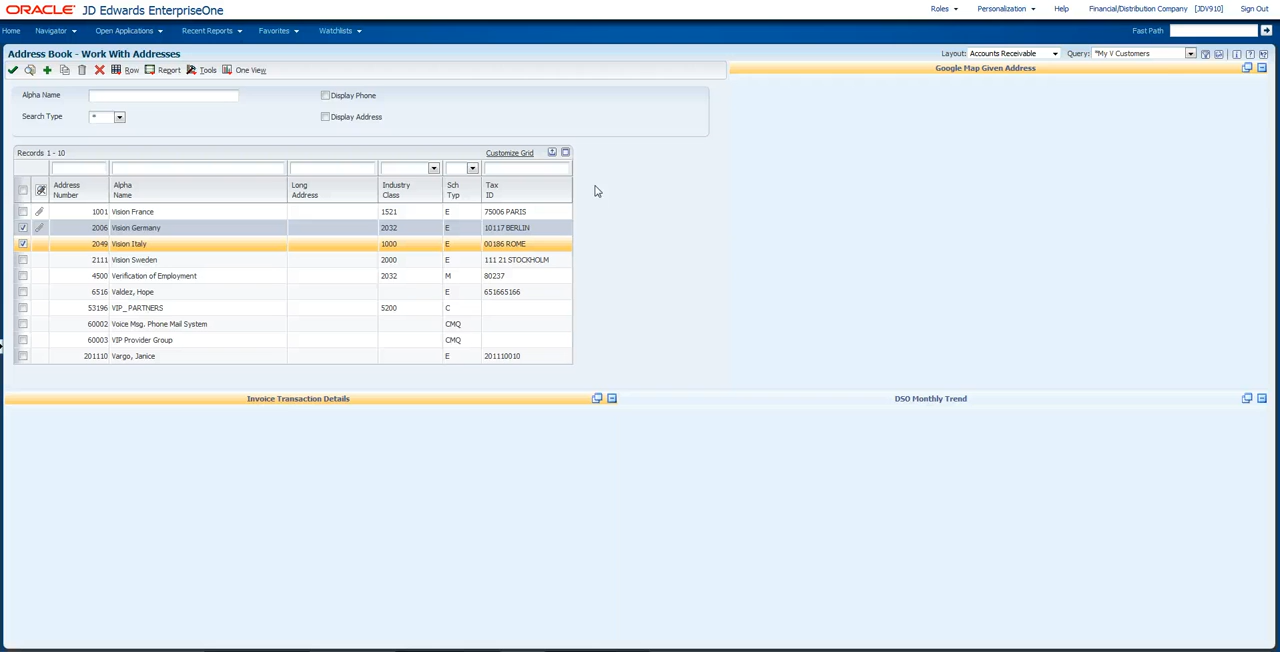 ORACLE JD Edwards EnterpriseOne Roles Personalization Help Financial/Distribution Company [JDV910] Sign Out
Home Navigator Open Applications Recent Reports Favorites Watchlists Fast Path
Address Book - Work With Addresses Layout: Accounts Receivable Query: *My V Customers
Row Report Tools One View Google Map Given Address
Alpha Name Display Phone
Search Type * Display Address
Records 1 - 10 Customize Grid
Address Alpha Long Industry Sch Tax
Number Name Address Class Typ ID
1001 Vision France 1521 E 75006 PARIS
2006 Vision Germany 2032 E 10117 BERLIN
2049 Vision Italy 1000 E 00186 ROME
2111 Vision Sweden 2000 E 111 21 STOCKHOLM
4500 Verification of Employment 2032 M 80237
6516 Valdez, Hope E 651665166
53196 VIP_ PARTNERS 5200 C
60002 Voice Msg. Phone Mail System CMQ
60003 VIP Provider Group CMQ
201110 Vargo, Janice E 201110010
Invoice Transaction Details DSO Monthly Trend